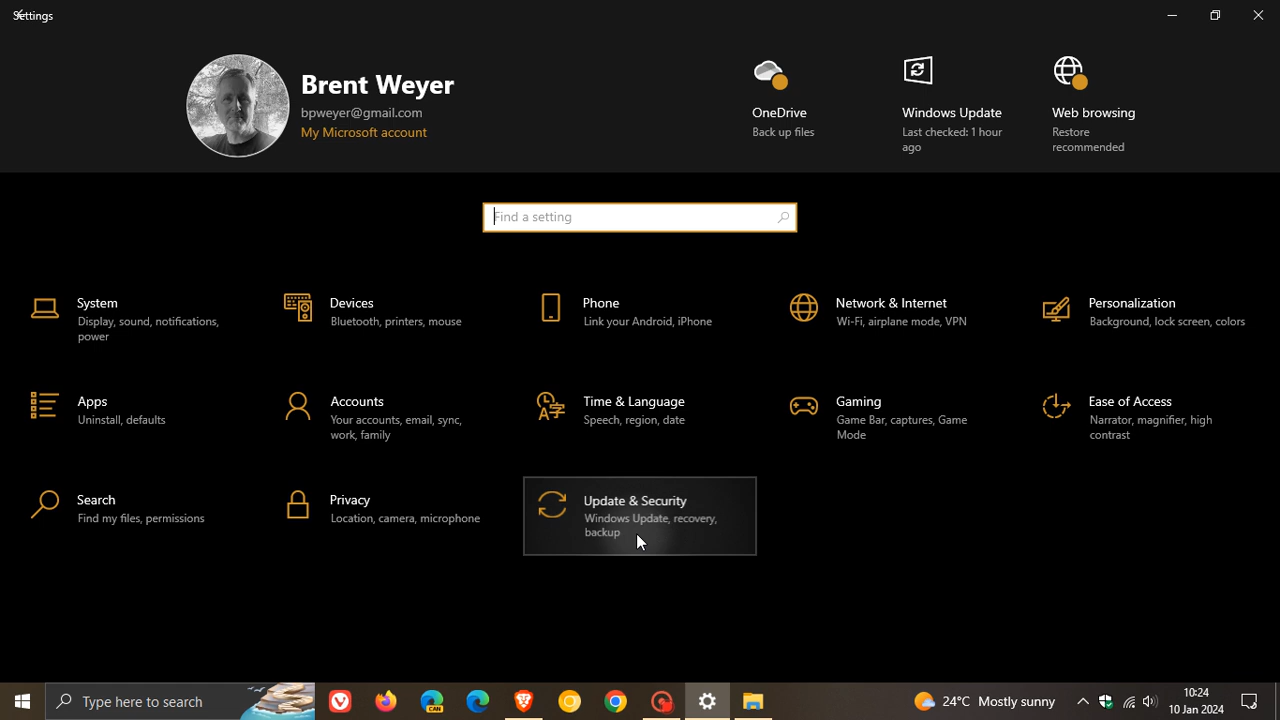 Settings
Brent Weyer
bpweyer@gmail.com
My Microsoft account
OneDrive
Back up files
Windows Update
Last checked: 1 hour
ago
Web browsing
Restore
recommended
Find a setting
System
Display, sound, notifications,
power
Devices
Bluetooth, printers, mouse
Phone
Link your Android, iPhone
Network & Internet
Wi-Fi, airplane mode, VPN
Personalization
Background, lock screen, colors
Apps
Uninstall, defaults
Accounts
Your accounts, email, sync,
work, family
Time & Language
Speech, region, date
Gaming
Game Bar, captures, Game
Mode
Ease of Access
Narrator, magnifier, high
contrast
Search
Find my files, permissions
Privacy
Location, camera, microphone
Update & Security
Windows Update, recovery,
backup
Type here to search
CAN
24°C Mostly sunny
10:24
10 Jan 2024